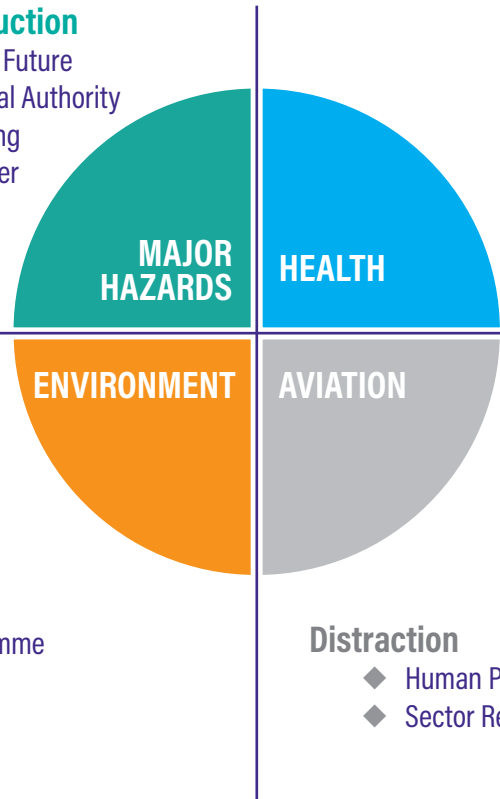 uction
Future
al Authority
ng
er
MAJOR
HAZARDS
HEALTH
ENVIRONMENT
AVIATION
mme
Distraction
Human P
Sector Re